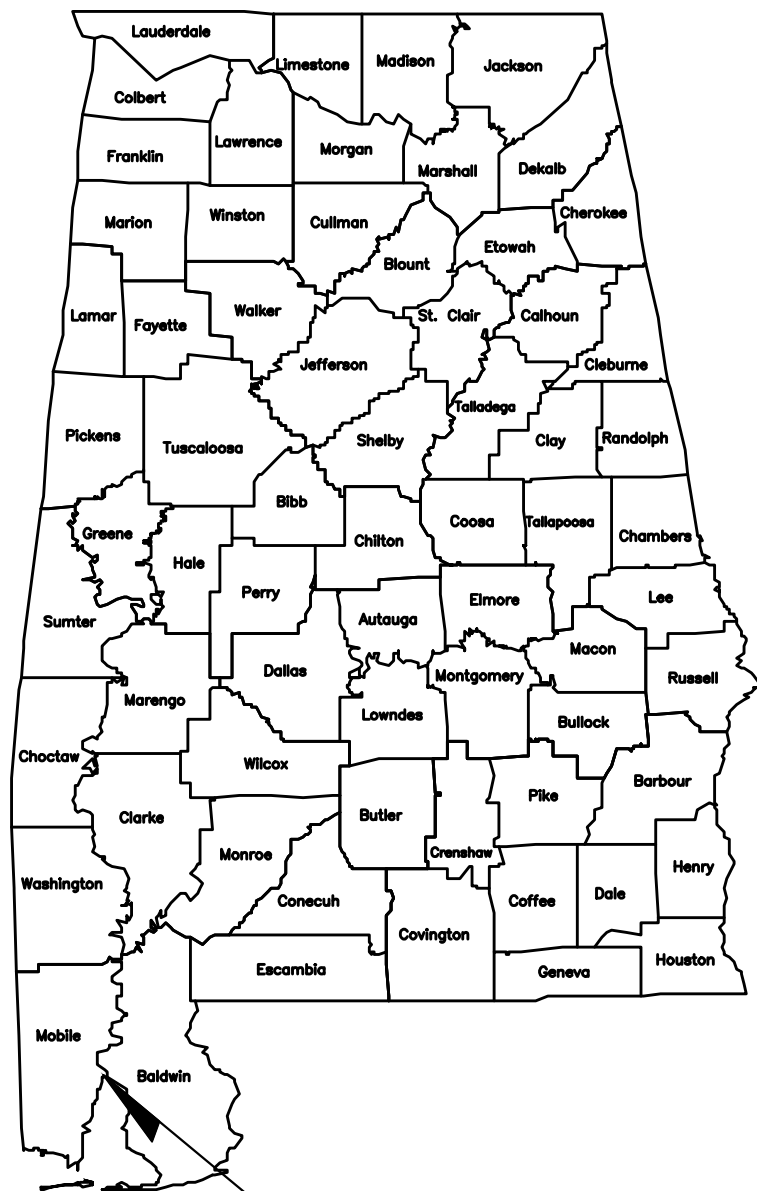 Lauderdale
Limestone
Madison
Jackson
Colbert
Lawrence
Franklin
Morgan
Marshall
Dekalb
Marion
Winston
Cullman
Cherokee
Blount
Etowah
Lamar
Fayette
Walker
St. Clair
Calhoun
Jefferson
Cleburne
Talladega
Pickens
Tuscaloosa
Shelby
Clay
Randolph
Bibb
Greene
Hale
Chilton
Coosa
Tallapoosa
Chambers
Perry
Sumter
Autauga
Elmore
Lee
Dallas
Macon
Marengo
Montgomery
Russell
Lowndes
Bullock
Choctaw
Wilcox
Barbour
Clarke
Butler
Pike
Monroe
Crenshaw
Washington
Henry
Conecuh
Coffee
Dale
Covington
Escambia
Geneva
Houston
Mobile
Baldwin